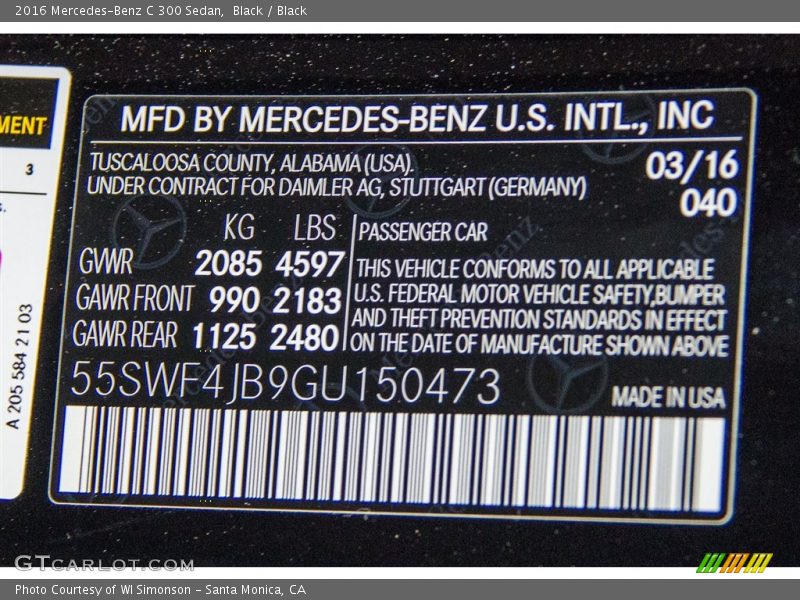 2016 Mercedes-Benz C 300 Sedan, Black / Black
MENT
3
s.
A 205 584 21 03
MFD BY MERCEDES-BENZ U.S. INTL., INC
TUSCALOOSA COUNTY, ALABAMA (USA).
UNDER CONTRACT FOR DAIMLER AG, STUTTGART (GERMANY)
03/16
040
KG LBS
GWR 2085 4597
GAWR FRONT 990 2183
GAWR REAR 1125 2480
PASSENGER CAR
THIS VEHICLE CONFORMS TO ALL APPLICABLE
U.S. FEDERAL MOTOR VEHICLE SAFETY,BUMPER
AND THEFT PREVENTION STANDARDS IN EFFECT
ON THE DATE OF MANUFACTURE SHOWN ABOVE
55SWF4JB9GU150473
MADE IN USA
GTCARLOT.COM
Photo Courtesy of WI Simonson - Santa Monica, CA